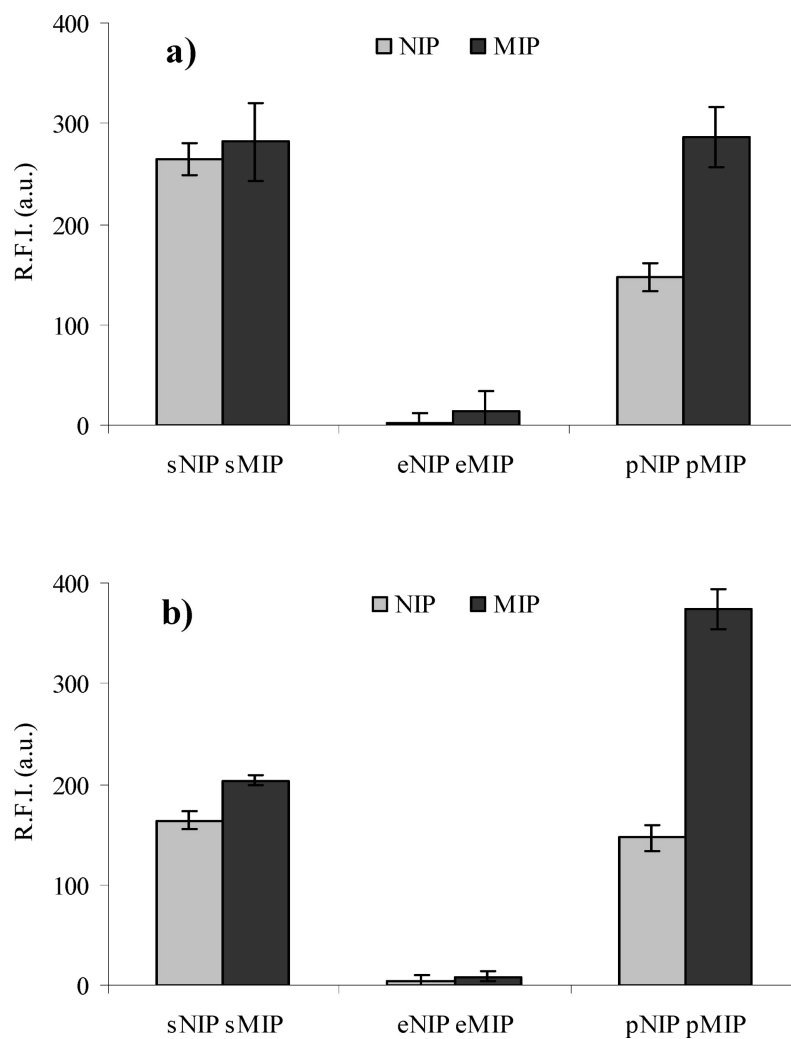 400
a)
NIP MIP
300
200
100
0
R.F.I. (a.u.)
sNIP sMIP eNIP eMIP pNIP pMIP
400
b)
NIP MIP
300
200
100
0
R.F.I. (a.u.)
sNIP sMIP eNIP eMIP pNIP pMIP